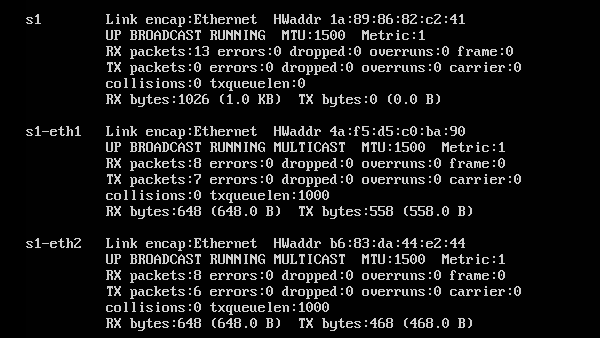 s1 Link encap:Ethernet HWaddr 1a:89:86:82:c2:41
UP BROADCAST RUNNING MTU:1500 Metric:1
RX packets:13 errors:0 dropped:0 overruns:0 frame:0
TX packets:0 errors:0 dropped:0 overruns:0 carrier:0
collisions:0 txqueuelen:0
RX bytes:1026 (1.0 KB) TX bytes:0 (0.0 B)
s1-eth1 Link encap:Ethernet HWaddr 4a:f5:d5:c0:ba:90
UP BROADCAST RUNNING MULTICAST MTU:1500 Metric:1
RX packets:8 errors:0 dropped:0 overruns:0 frame:0
TX packets:7 errors:0 dropped:0 overruns:0 carrier:0
collisions:0 txqueuelen:1000
RX bytes:648 (648.0 B) TX bytes:558 (558.0 B)
s1-eth2 Link encap:Ethernet HWaddr b6:83:da:44:e2:44
UP BROADCAST RUNNING MULTICAST MTU:1500 Metric:1
RX packets:8 errors:0 dropped:0 overruns:0 frame:0
TX packets:6 errors:0 dropped:0 overruns:0 carrier:0
collisions:0 txqueuelen:1000
RX bytes:648 (648.0 B) TX bytes:468 (468.0 B)